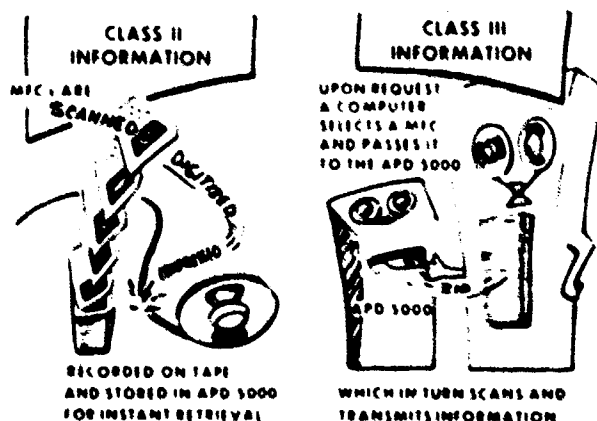 CLASS II
INFORMATION
MFC's ARE
SCANNED
DIGITIZED
RECORDED ON TAPE
AND STORED IN APD 5000
FOR INSTANT RETRIEVAL
CLASS III
INFORMATION
UPON REQUEST
A COMPUTER
SELECTS A MFC
AND PASSES IT
TO THE APD 5000
APD 5000
WHICH IN TURN SCANS AND
TRANSMITS INFORMATION